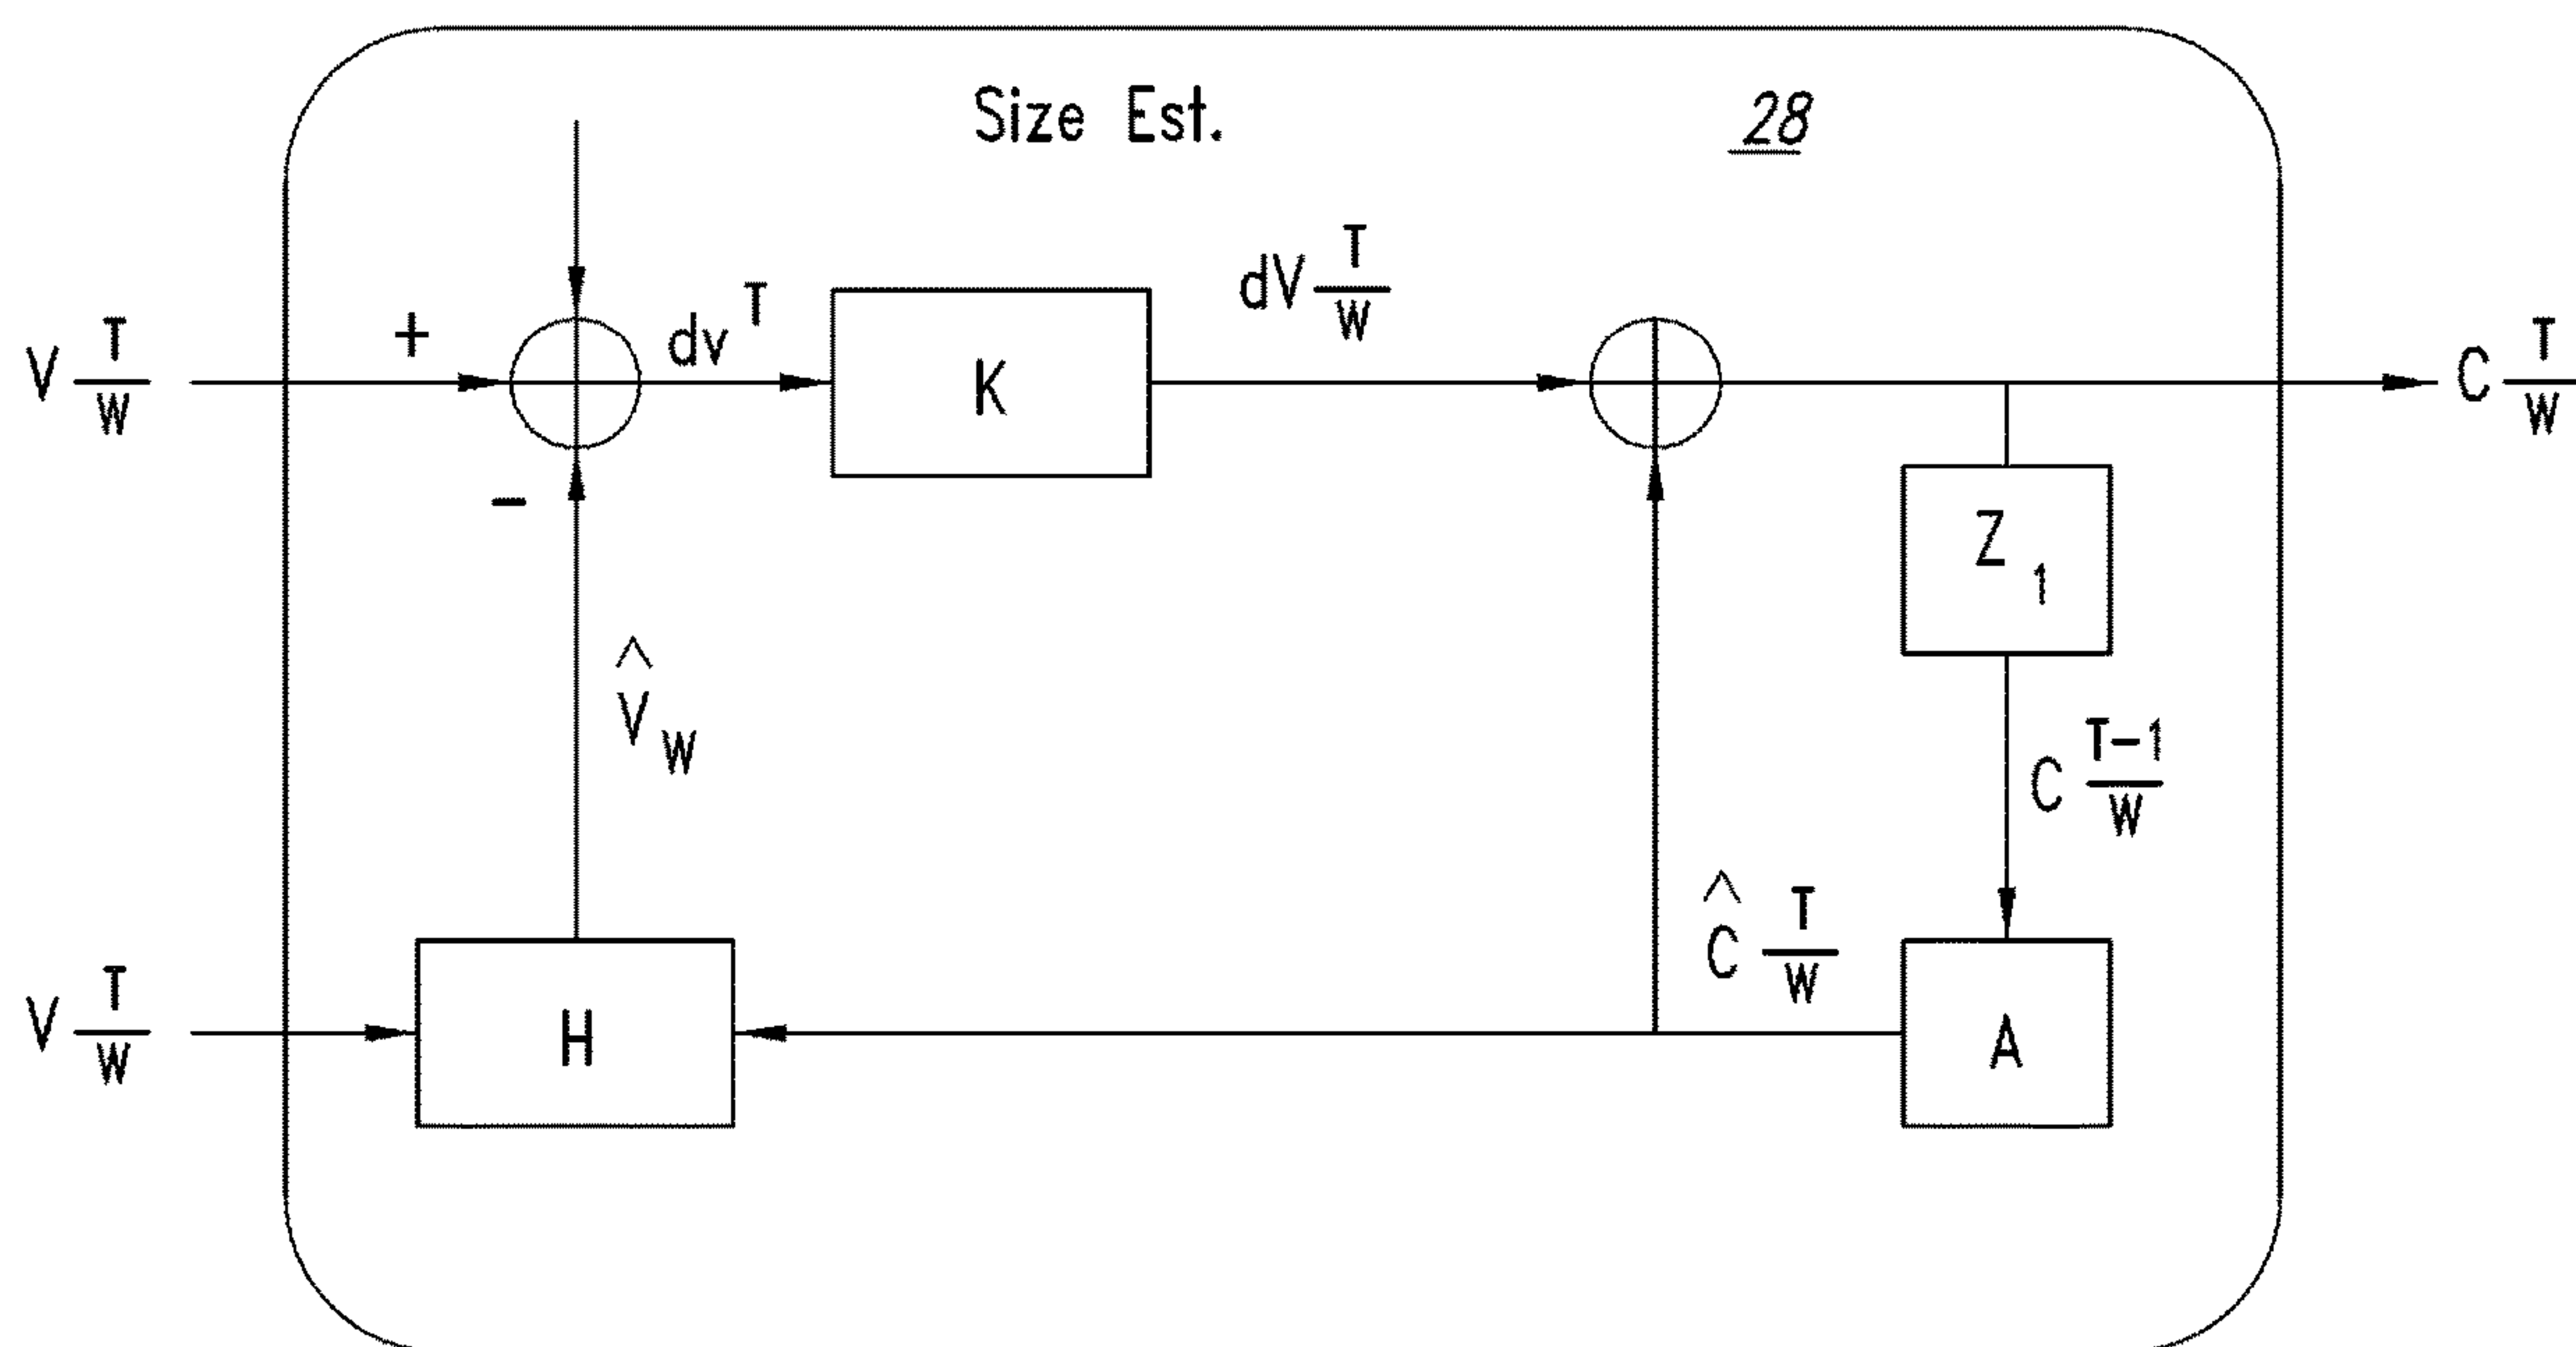 Size Est.
28
V T/W
+
-
dv T
K
dV T/W
C T/W
Z 1
V̂ W
C T-1/W
Ĉ T/W
V T/W
H
A